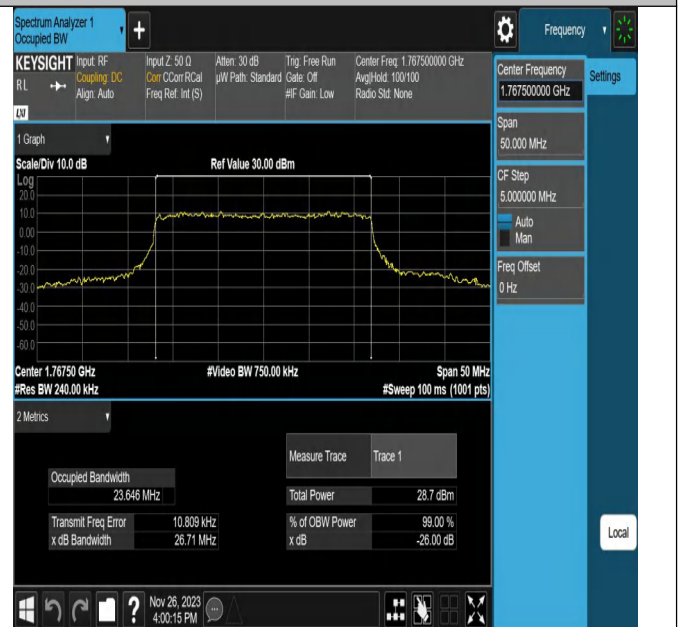 Spectrum Analyzer 1
Occupied BW
+
Frequency
KEYSIGHT
RL
LXI
Input: RF
Coupling: DC
Align: Auto
Input Z: 50 Ω
Corr CCorr RCal
Freq Ref: Int (S)
Atten: 30 dB
µW Path: Standard
Trig: Free Run
Gate: Off
#IF Gain: Low
Center Freq: 1.767500000 GHz
Avg|Hold: 100/100
Radio Std: None
Center Frequency
1.767500000 GHz
Settings
Span
50.000 MHz
CF Step
5.000000 MHz
Auto
Man
Freq Offset
0 Hz
Local
1 Graph
Scale/Div 10.0 dB
Ref Value 30.00 dBm
Log
20.0
10.0
0.00
-10.0
-20.0
-30.0
-40.0
-50.0
-60.0
Center 1.76750 GHz
#Video BW 750.00 kHz
Span 50 MHz
#Res BW 240.00 kHz
#Sweep 100 ms (1001 pts)
2 Metrics
Measure Trace
Trace 1
Occupied Bandwidth
23.646 MHz
Total Power
28.7 dBm
Transmit Freq Error
10.809 kHz
% of OBW Power
99.00 %
x dB Bandwidth
26.71 MHz
x dB
-26.00 dB
?
Nov 26, 2023
4:00:15 PM